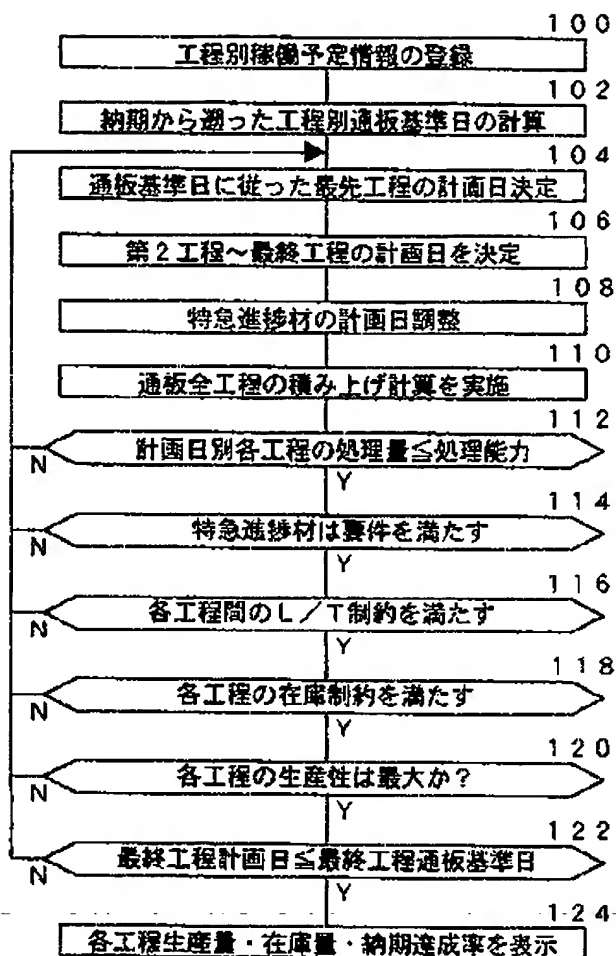 100
工程別稼働予定情報の登録
102
納期から遡った工程別通板基準日の計算
104
通板基準日に従った最先工程の計画日決定
106
第2工程~最終工程の計画日を決定
108
特急進捗材の計画日調整
110
通板全工程の積み上げ計算を実施
112
計画日別各工程の処理量≦処理能力
N
Y
114
特急進捗材は要件を満たす
N
Y
116
各工程間のL/T制約を満たす
N
Y
118
各工程の在庫制約を満たす
N
Y
120
各工程の生産性は最大か?
N
Y
122
最終工程計画日≦最終工程通板基準日
N
Y
124
各工程生産量・在庫量・納期達成率を表示